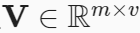 𝐕 ∈ ℝ^{m×v}